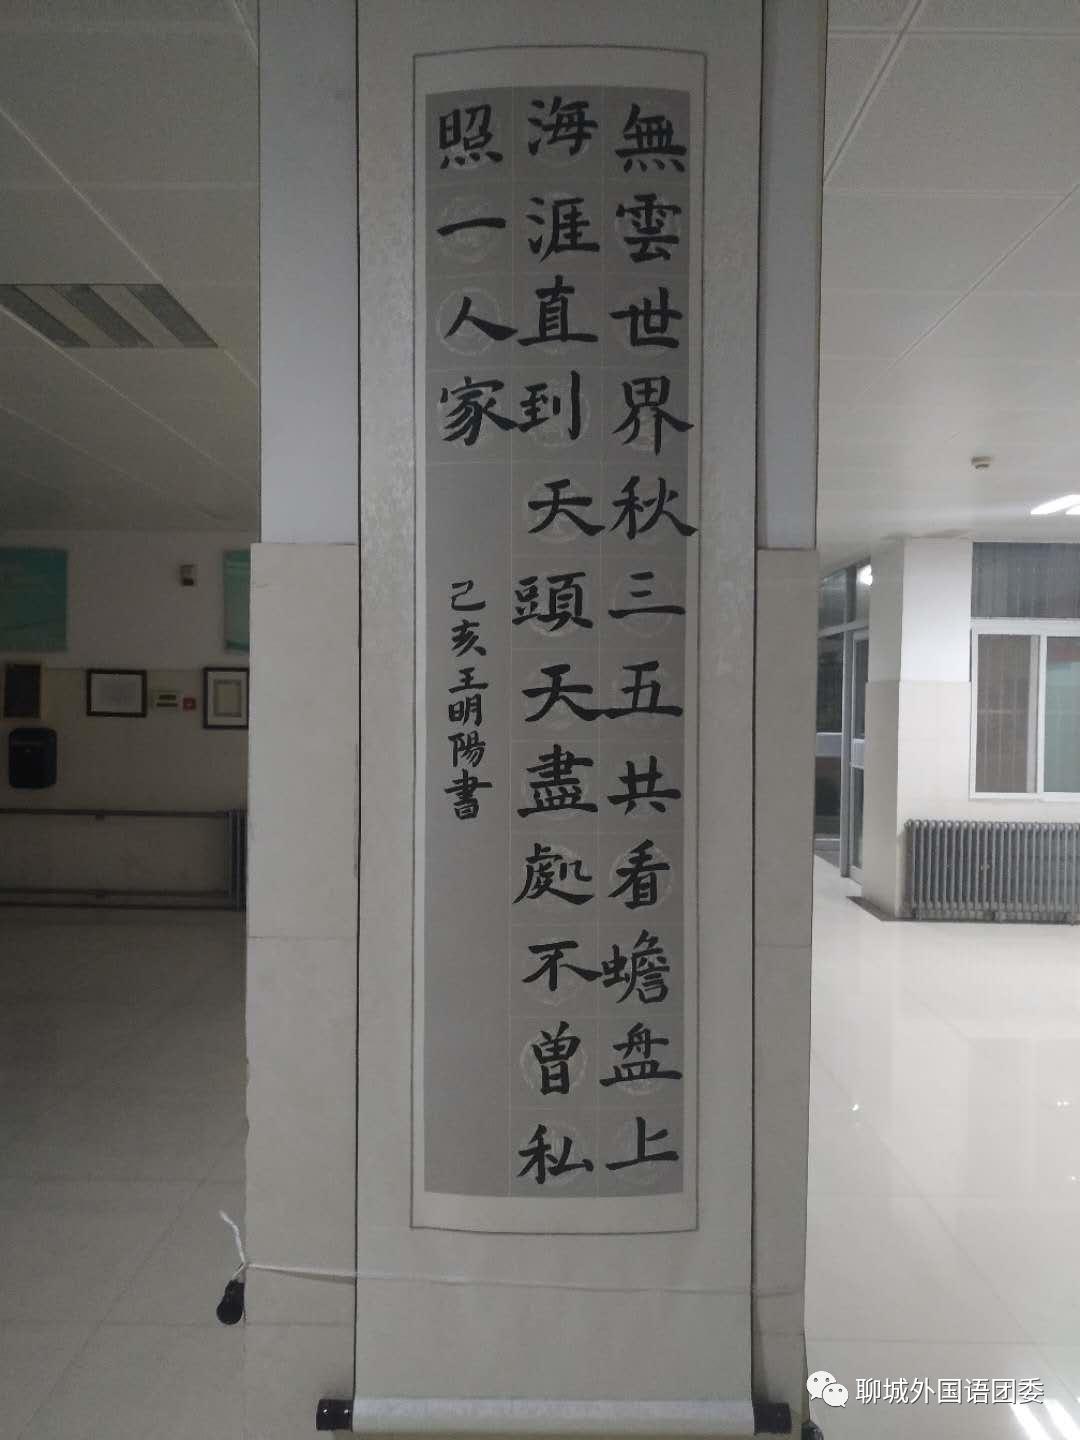 無雲世界秋三五共看蟾盘上
海涯直到天頭天盡處不曽私
照一人家
己亥王明陽書
聊城外国语团委